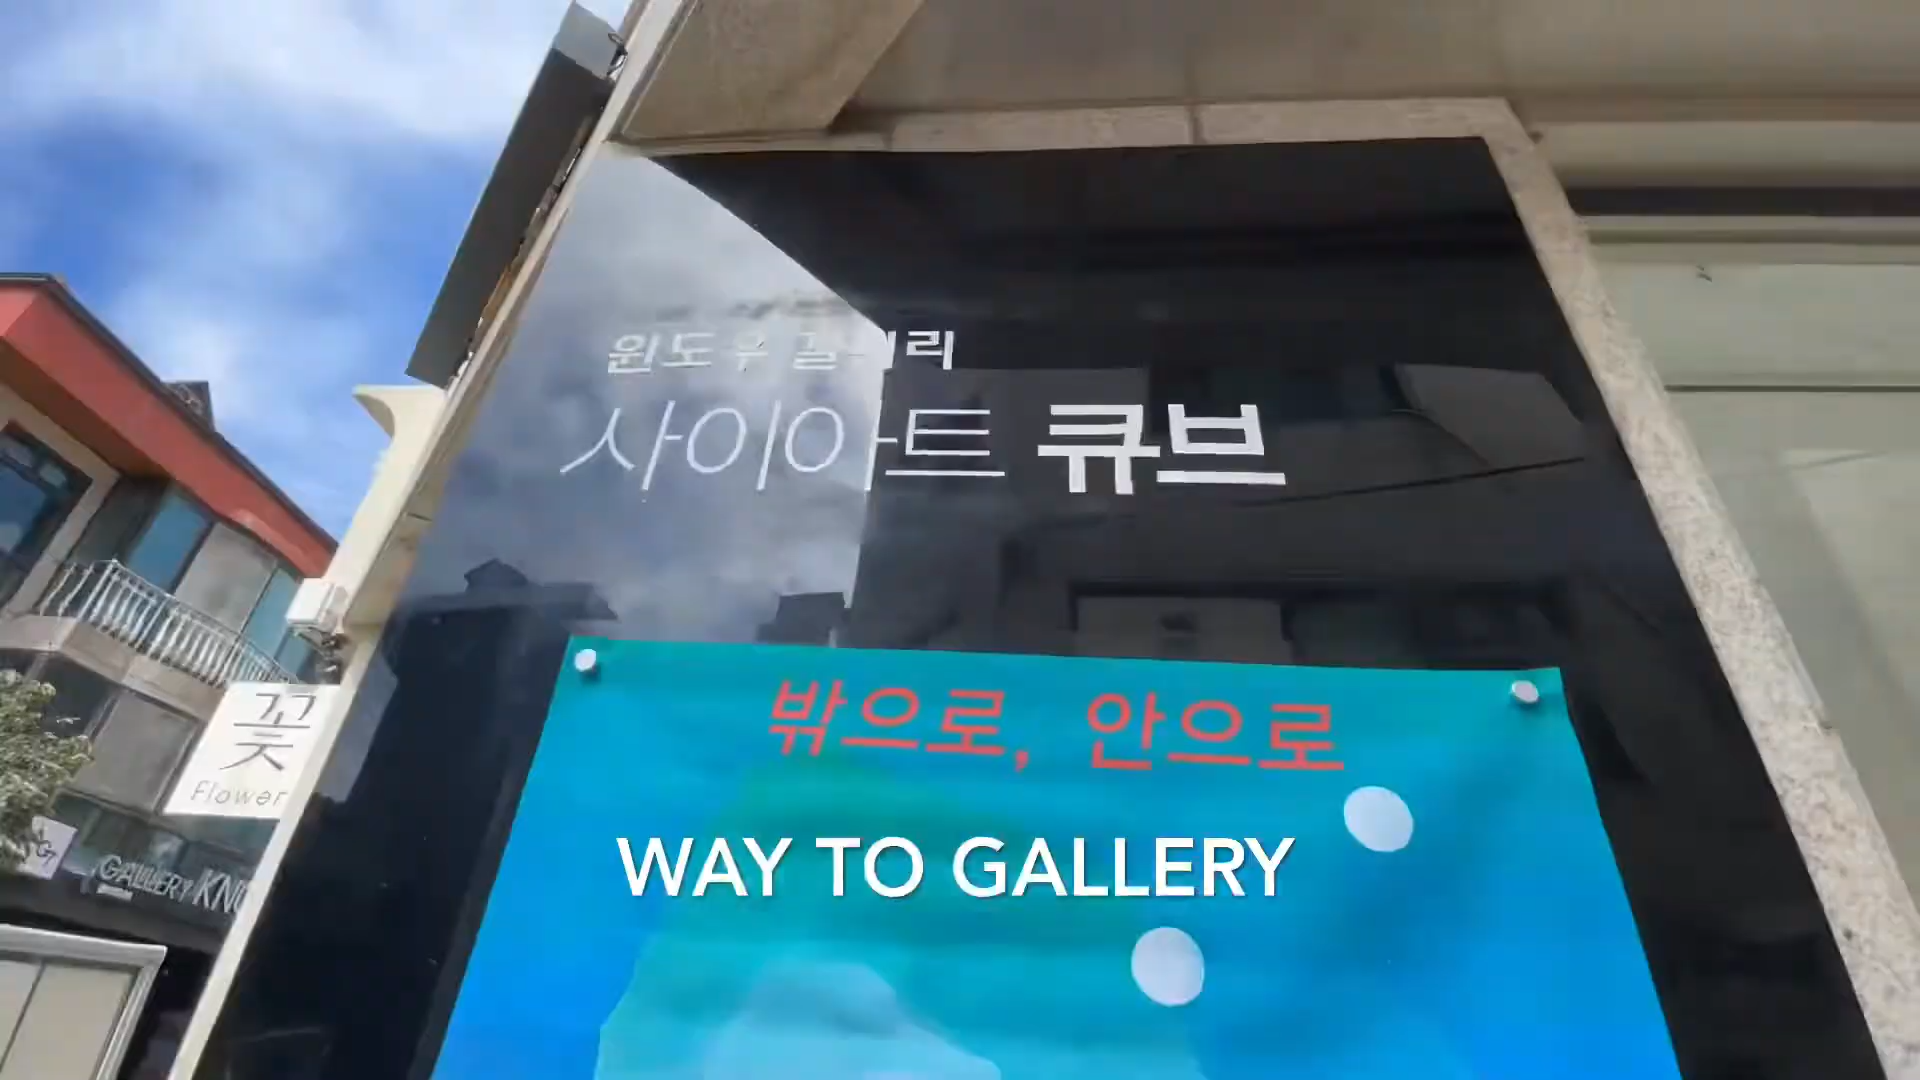 윈도우 갤러리
사이아트 큐브
밖으로, 안으로
WAY TO GALLERY
꽃
Flower
GALLERY